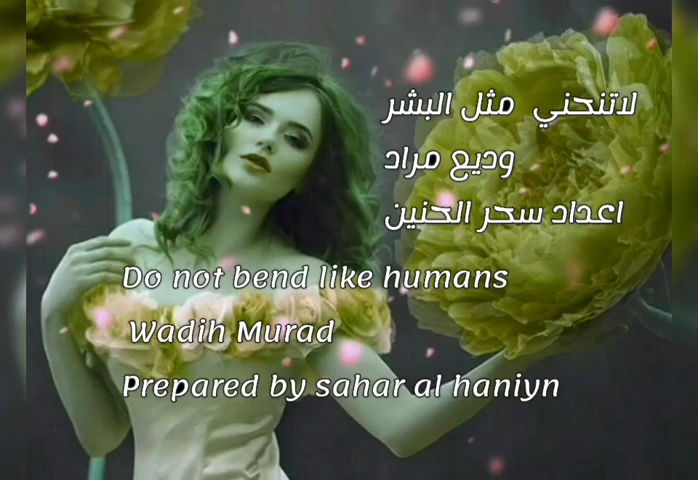 لاتنحني مثل البشر
وديع مراد
اعداد سحر الحنين
Do not bend like humans
Wadih Murad
Prepared by sahar al haniyn